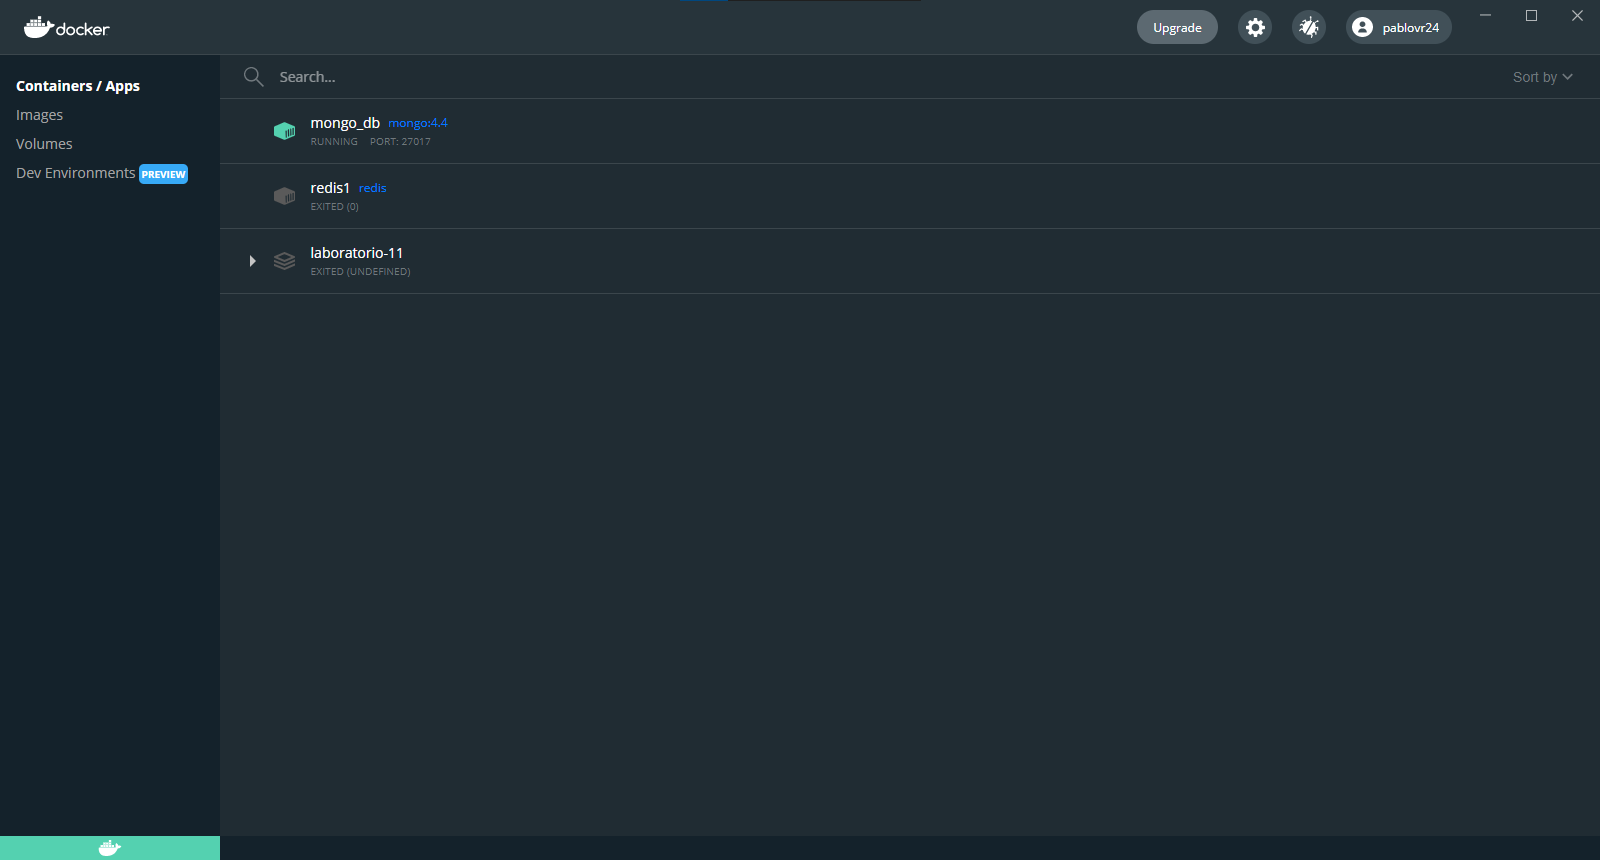 docker
Upgrade
pablovr24
Containers / Apps
Images
Volumes
Dev Environments PREVIEW
Search...
Sort by
mongo_db mongo:4.4
RUNNING PORT: 27017
redis1 redis
EXITED (0)
laboratorio-11
EXITED (UNDEFINED)